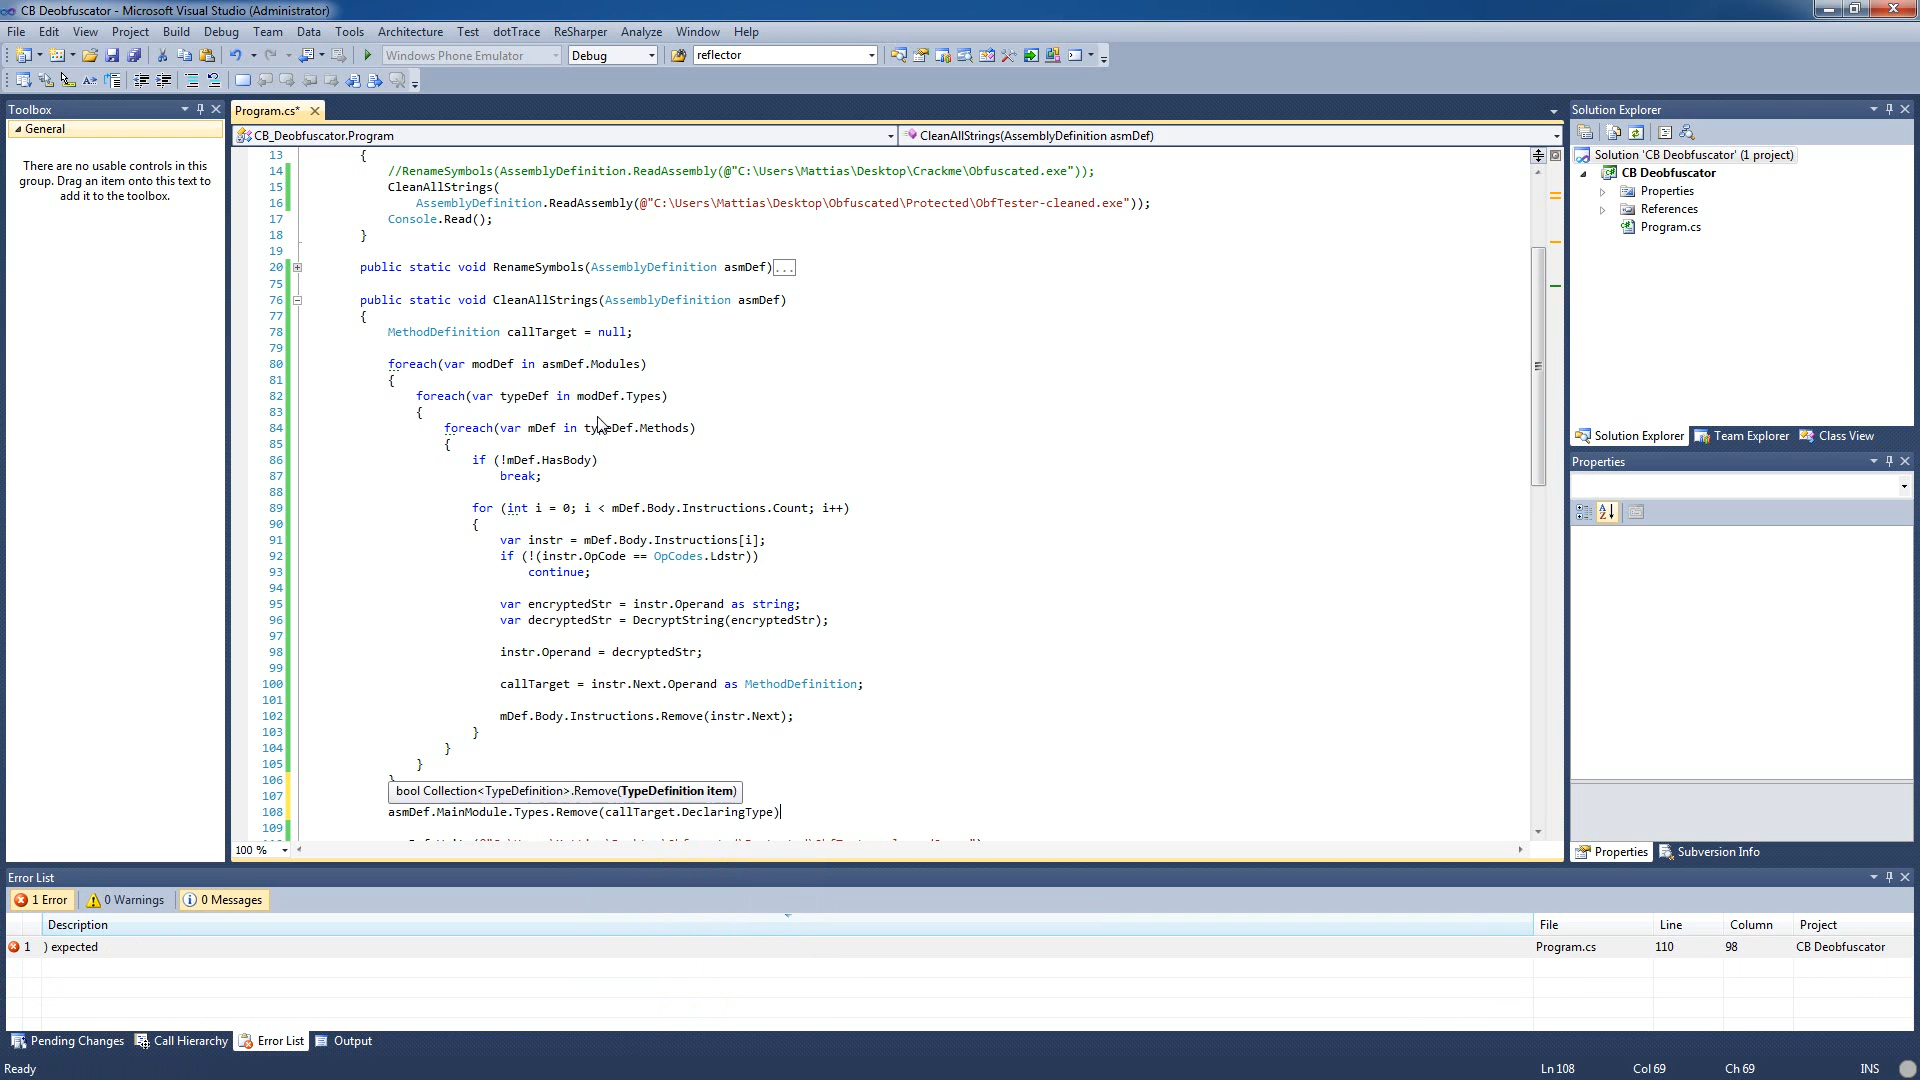 CB Deobfuscator - Microsoft Visual Studio (Administrator)
File Edit View Project Build Debug Team Data Tools Architecture Test dotTrace ReSharper Analyze Window Help
Windows Phone Emulator Debug reflector
Toolbox
General
There are no usable controls in this
group. Drag an item onto this text to
add it to the toolbox.
Program.cs*
CB_Deobfuscator.Program CleanAllStrings(AssemblyDefinition asmDef)
13 {
14 //RenameSymbols(AssemblyDefinition.ReadAssembly(@"C:\Users\Mattias\Desktop\Crackme\Obfuscated.exe"));
15 CleanAllStrings(
16 AssemblyDefinition.ReadAssembly(@"C:\Users\Mattias\Desktop\Obfuscated\Protected\ObfTester-cleaned.exe"));
17 Console.Read();
18 }
19
20 public static void RenameSymbols(AssemblyDefinition asmDef)...
75
76 public static void CleanAllStrings(AssemblyDefinition asmDef)
77 {
78 MethodDefinition callTarget = null;
79
80 foreach(var modDef in asmDef.Modules)
81 {
82 foreach(var typeDef in modDef.Types)
83 {
84 foreach(var mDef in typeDef.Methods)
85 {
86 if (!mDef.HasBody)
87 break;
88
89 for (int i = 0; i < mDef.Body.Instructions.Count; i++)
90 {
91 var instr = mDef.Body.Instructions[i];
92 if (!(instr.OpCode == OpCodes.Ldstr))
93 continue;
94
95 var encryptedStr = instr.Operand as string;
96 var decryptedStr = DecryptString(encryptedStr);
97
98 instr.Operand = decryptedStr;
99
100 callTarget = instr.Next.Operand as MethodDefinition;
101
102 mDef.Body.Instructions.Remove(instr.Next);
103 }
104 }
105 }
106 }
107 bool Collection<TypeDefinition>.Remove(TypeDefinition item)
108 asmDef.MainModule.Types.Remove(callTarget.DeclaringType)
109
100 %
Solution Explorer
Solution 'CB Deobfuscator' (1 project)
CB Deobfuscator
Properties
References
Program.cs
Solution Explorer Team Explorer Class View
Properties
Properties Subversion Info
Error List
1 Error 0 Warnings 0 Messages
Description File Line Column Project
1 ) expected Program.cs 110 98 CB Deobfuscator
Pending Changes Call Hierarchy Error List Output
Ready Ln 108 Col 69 Ch 69 INS